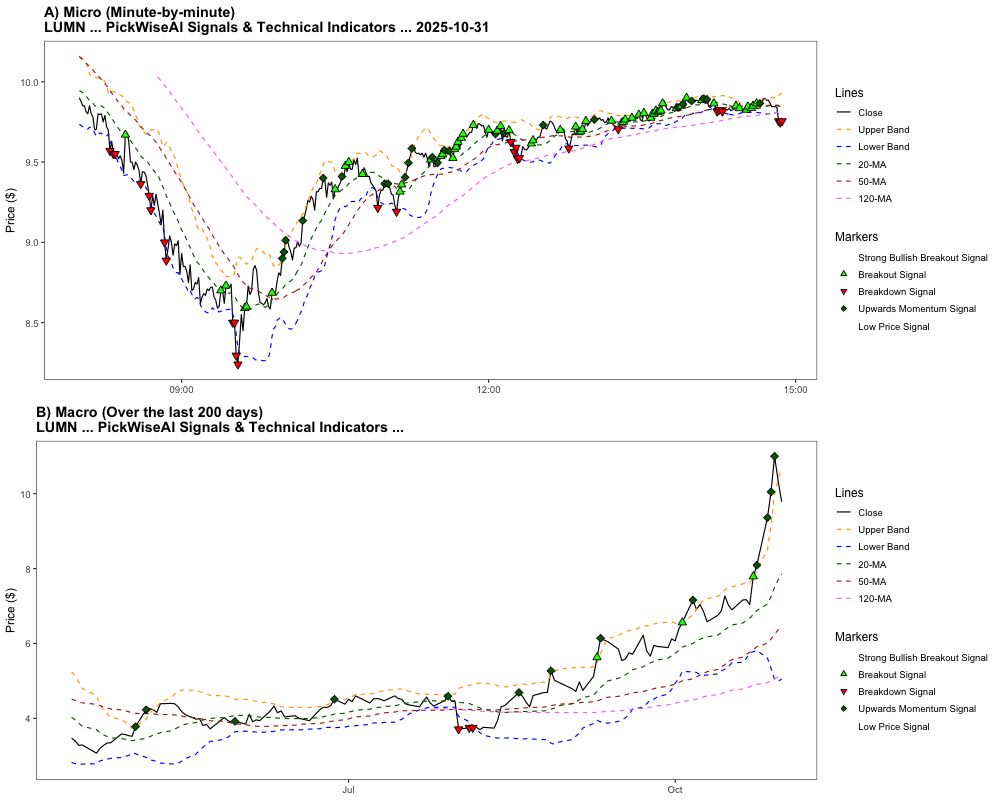 A) Micro (Minute-by-minute)
LUMN ... PickWiseAI Signals & Technical Indicators ... 2025-10-31
Price ($)
10.0
9.5
9.0
8.5
09:00
12:00
15:00
Lines
Close
Upper Band
Lower Band
20-MA
50-MA
120-MA
Markers
Strong Bullish Breakout Signal
Breakout Signal
Breakdown Signal
Upwards Momentum Signal
Low Price Signal
B) Macro (Over the last 200 days)
LUMN ... PickWiseAI Signals & Technical Indicators ...
Price ($)
10
8
6
4
Jul
Oct
Lines
Close
Upper Band
Lower Band
20-MA
50-MA
120-MA
Markers
Strong Bullish Breakout Signal
Breakout Signal
Breakdown Signal
Upwards Momentum Signal
Low Price Signal